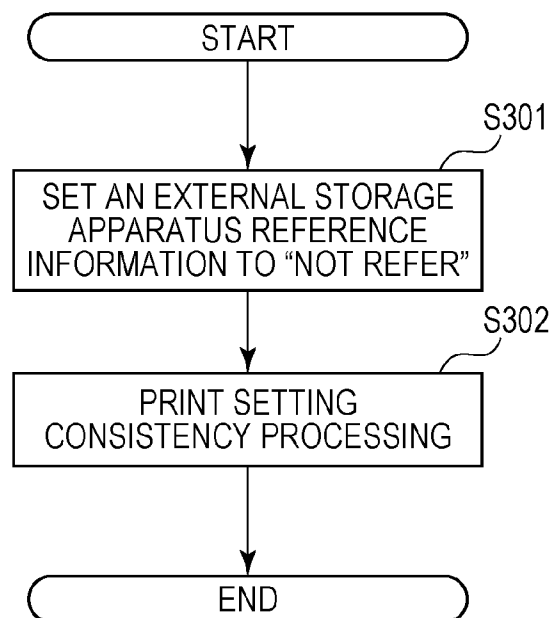 START
S301
SET AN EXTERNAL STORAGE
APPARATUS REFERENCE
INFORMATION TO “NOT REFER”
S302
PRINT SETTING
CONSISTENCY PROCESSING
END